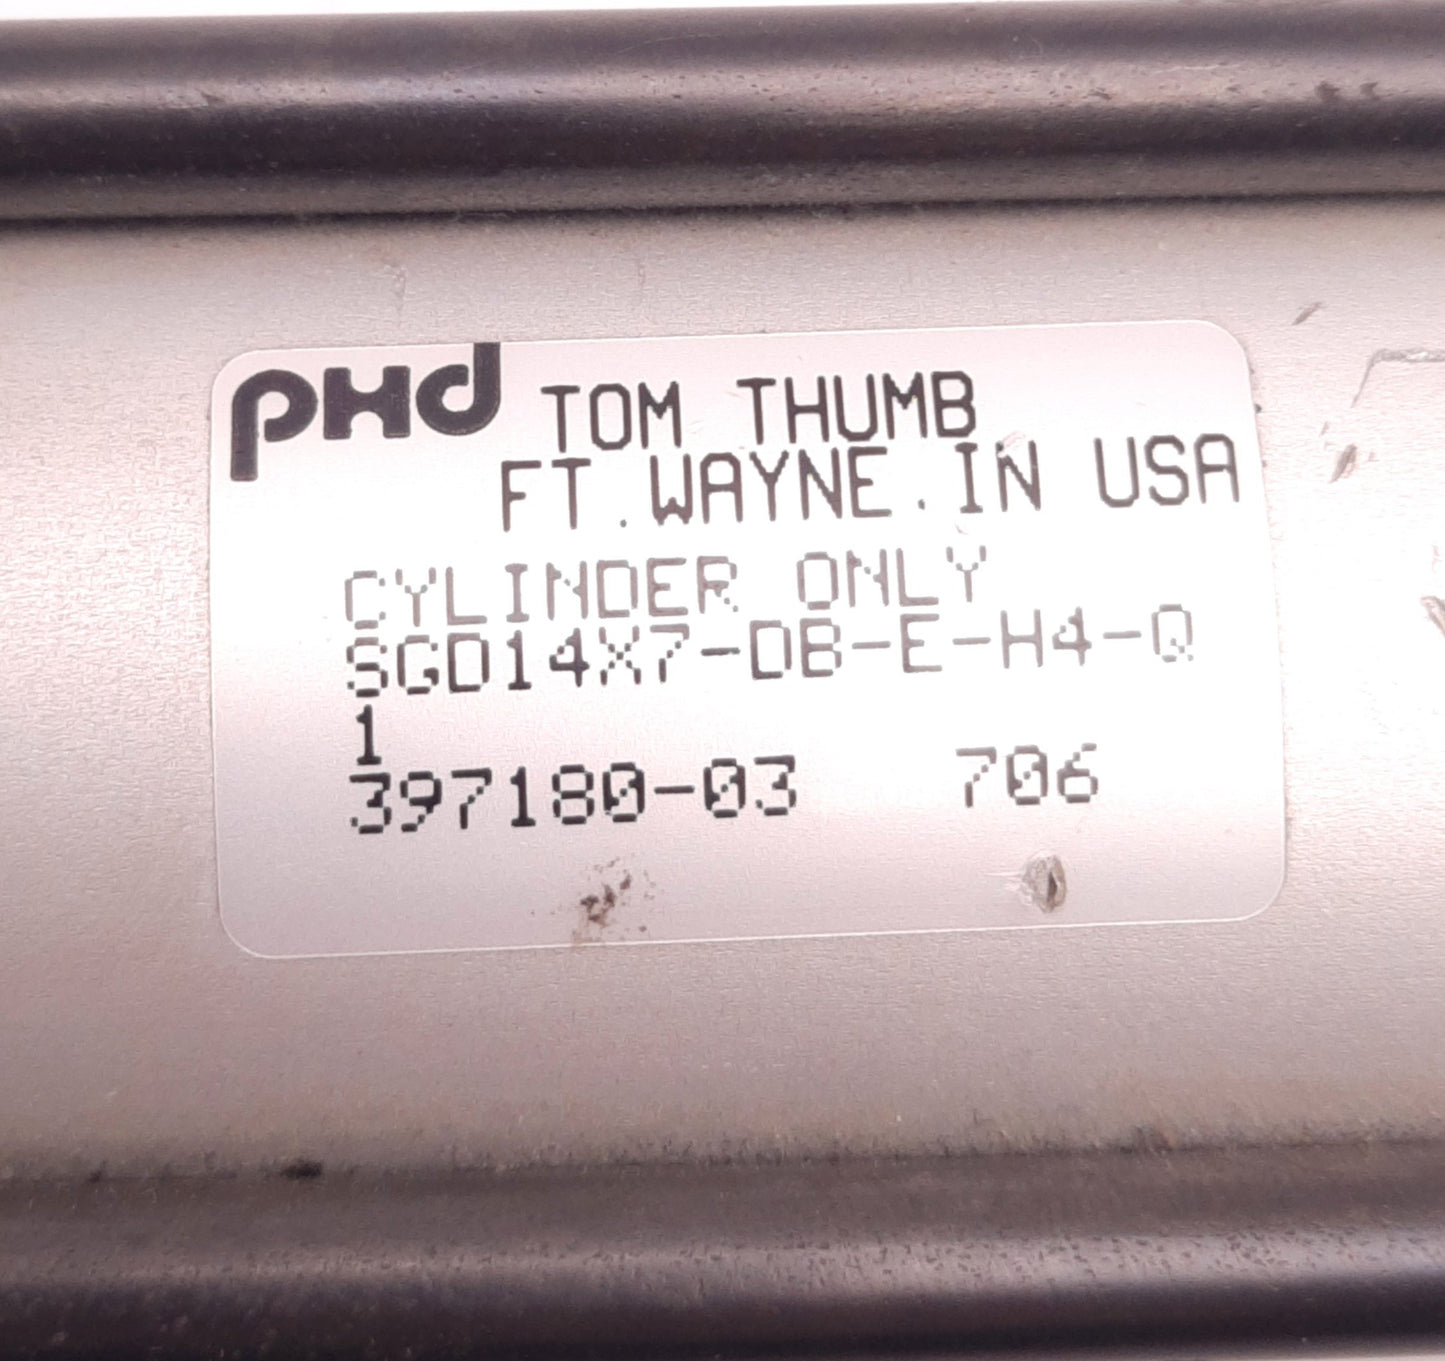 PHD TOM THUMB
FT.WAYNE.IN USA
CYLINDER ONLY
SGD14X7-DB-E-H4-Q
1
397180-03 706